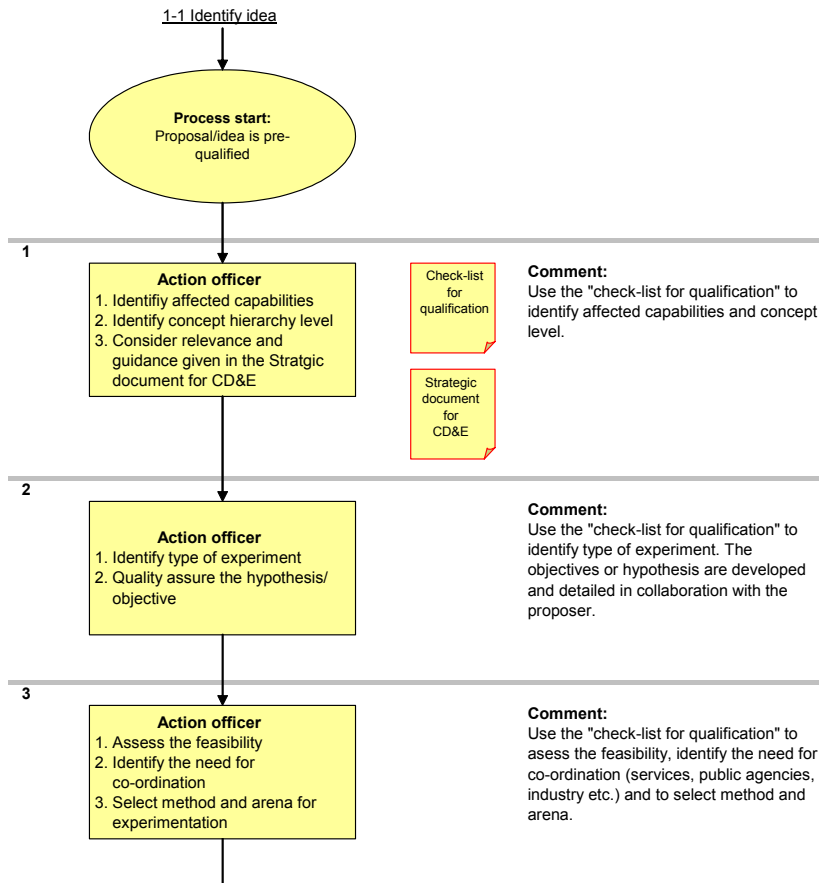 1-1 Identify idea
Process start:
Proposal/idea is pre-
qualified
1
Action officer
1. Identifiy affected capabilities
2. Identify concept hierarchy level
3. Consider relevance and
guidance given in the Stratgic
document for CD&E
Check-list
for
qualification
Strategic
document
for
CD&E
Comment:
Use the "check-list for qualification" to
identify affected capabilities and concept
level.
2
Action officer
1. Identify type of experiment
2. Quality assure the hypothesis/
objective
Comment:
Use the "check-list for qualification" to
identify type of experiment. The
objectives or hypothesis are developed
and detailed in collaboration with the
proposer.
3
Action officer
1. Assess the feasibility
2. Identify the need for
co-ordination
3. Select method and arena for
experimentation
Comment:
Use the "check-list for qualification" to
asess the feasibility, identify the need for
co-ordination (services, public agencies,
industry etc.) and to select method and
arena.